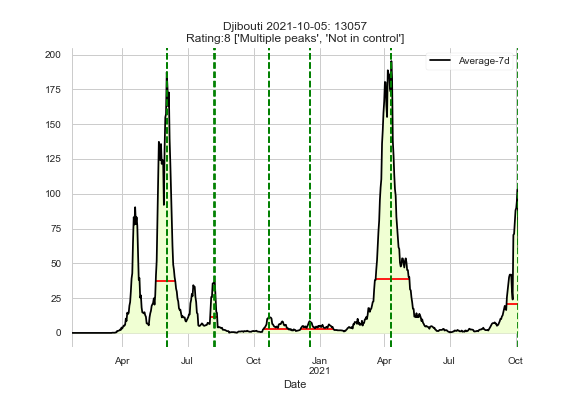 Djibouti 2021-10-05: 13057
Rating:8 ['Multiple peaks', 'Not in control']
Average-7d
200
175
150
125
100
75
50
25
0
Apr Jul Oct Jan Apr Jul Oct
2021
Date